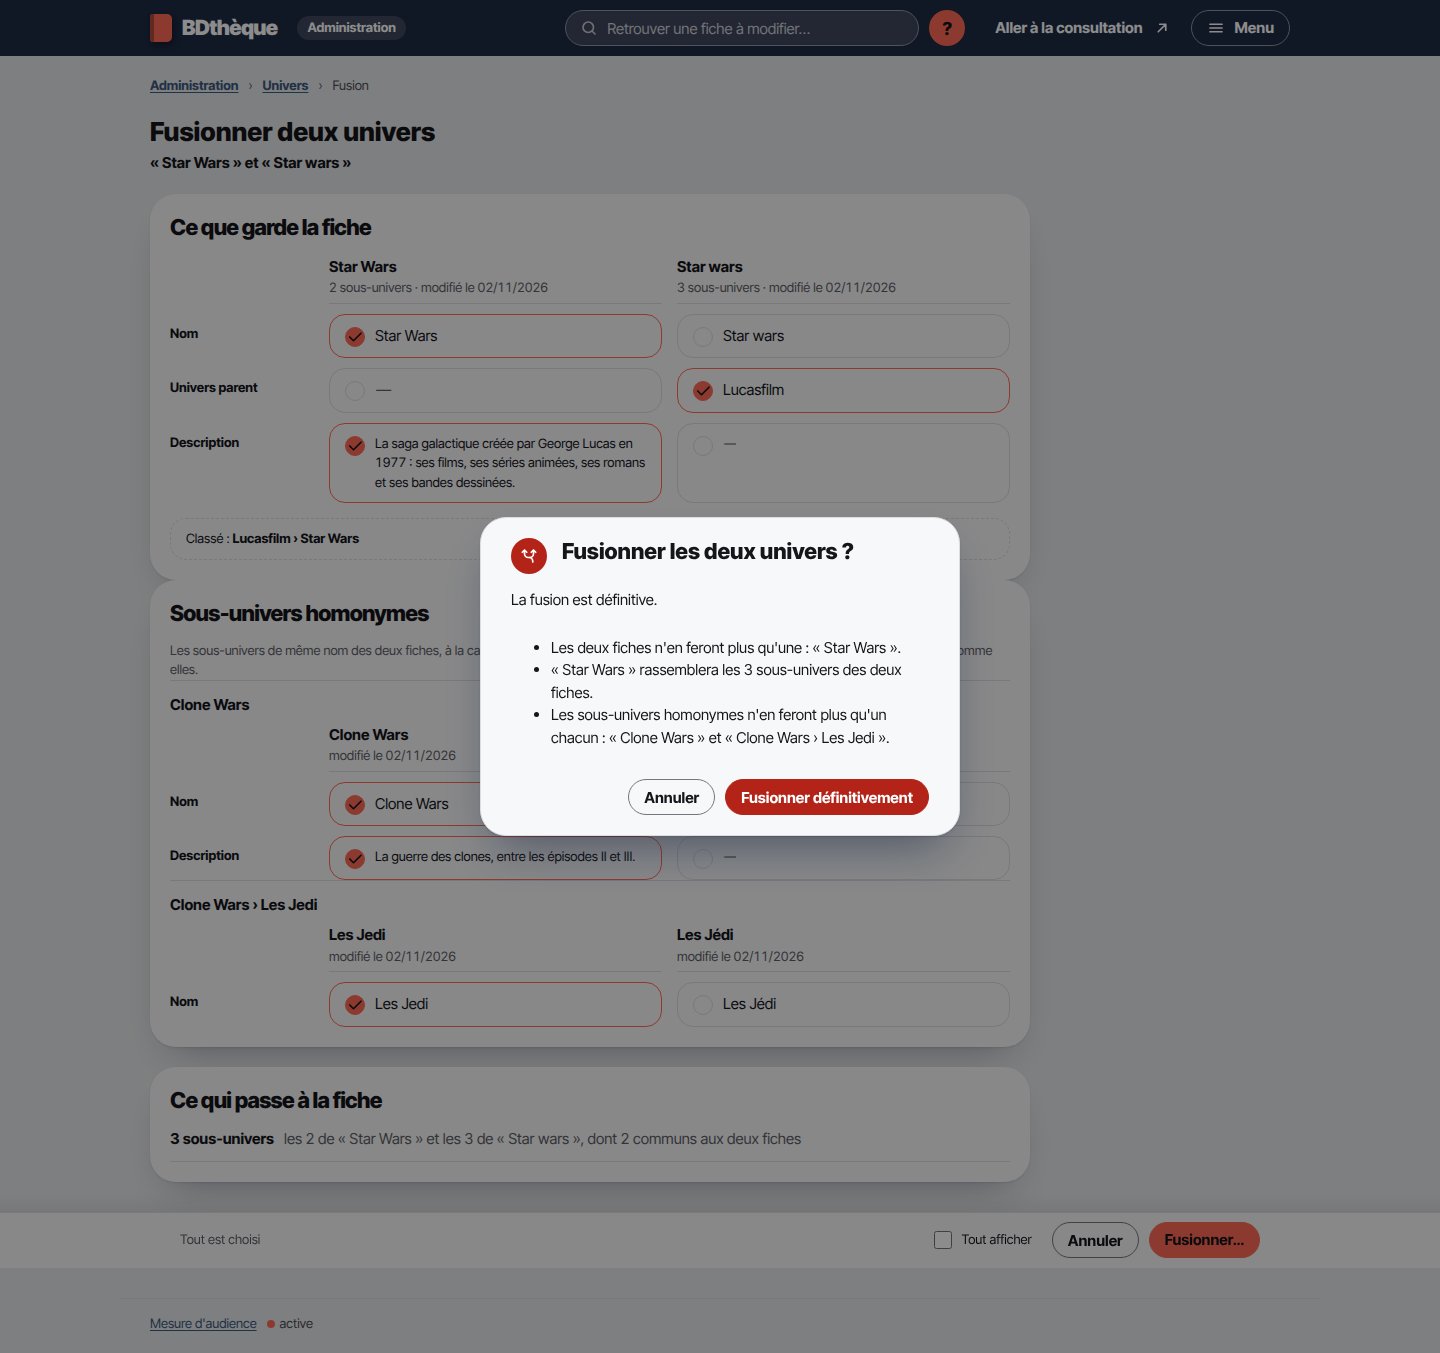 BDthèque
Administration
Retrouver une fiche à modifier...
?
Aller à la consultation
Menu
Administration › Univers › Fusion
Fusionner deux univers
« Star Wars » et « Star wars »
Ce que garde la fiche
Star Wars
2 sous-univers · modifié le 02/11/2026
Star wars
3 sous-univers · modifié le 02/11/2026
Nom
Star Wars
Star wars
Univers parent
—
Lucasfilm
Description
La saga galactique créée par George Lucas en
1977 : ses films, ses séries animées, ses romans
et ses bandes dessinées.
—
Classé : Lucasfilm › Star Wars
Fusionner les deux univers ?
La fusion est définitive.
• Les deux fiches n'en feront plus qu'une : « Star Wars ».
• « Star Wars » rassemblera les 3 sous-univers des deux
fiches.
• Les sous-univers homonymes n'en feront plus qu'un
chacun : « Clone Wars » et « Clone Wars › Les Jedi ».
Annuler
Fusionner définitivement
Sous-univers homonymes
Les sous-univers de même nom des deux fiches, à la
elles.
Clone Wars
Clone Wars
modifié le 02/11/2026
Nom
Clone Wars
Description
La guerre des clones, entre les épisodes II et III.
—
Clone Wars › Les Jedi
Les Jedi
modifié le 02/11/2026
Les Jédi
modifié le 02/11/2026
Nom
Les Jedi
Les Jédi
Ce qui passe à la fiche
3 sous-univers les 2 de « Star Wars » et les 3 de « Star wars », dont 2 communs aux deux fiches
Tout est choisi
Tout afficher
Annuler
Fusionner...
Mesure d'audience
active